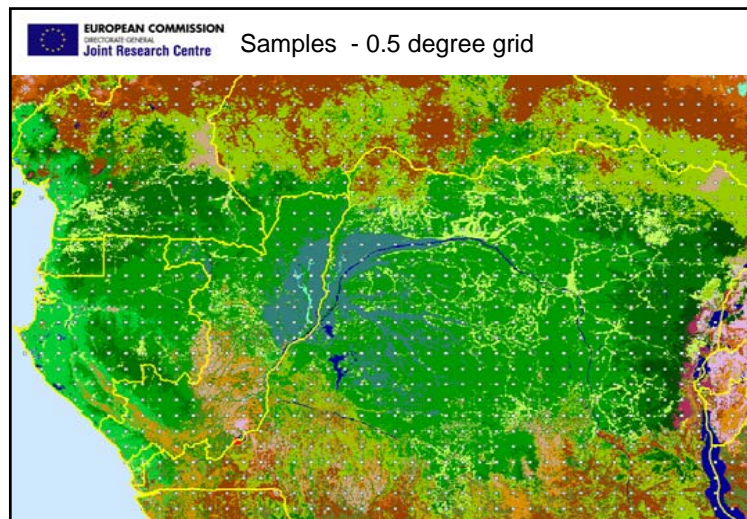 EUROPEAN COMMISSION
DIRECTORATE-GENERAL
Joint Research Centre
Samples - 0.5 degree grid